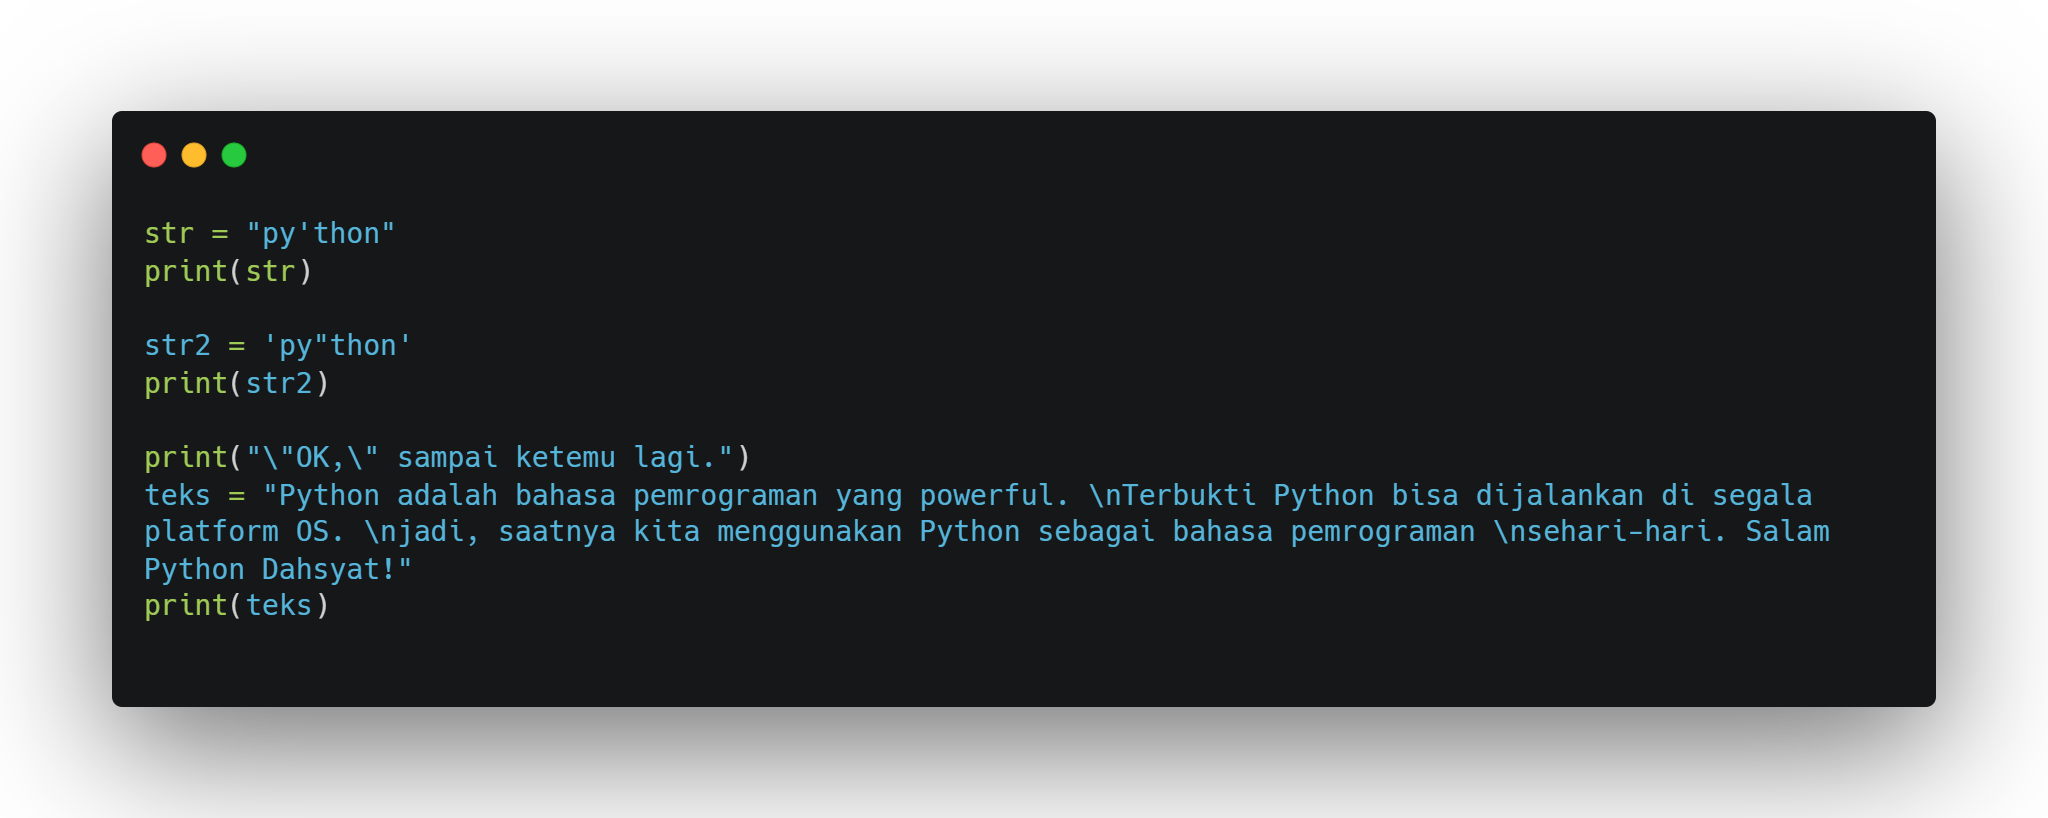 str = "py'thon"
print(str)

str2 = 'py"thon'
print(str2)

print("\"OK,\" sampai ketemu lagi.")
teks = "Python adalah bahasa pemrograman yang powerful. \nTerbukti Python bisa dijalankan di segala
platform OS. \njadi, saatnya kita menggunakan Python sebagai bahasa pemrograman \nsehari-hari. Salam
Python Dahsyat!"
print(teks)